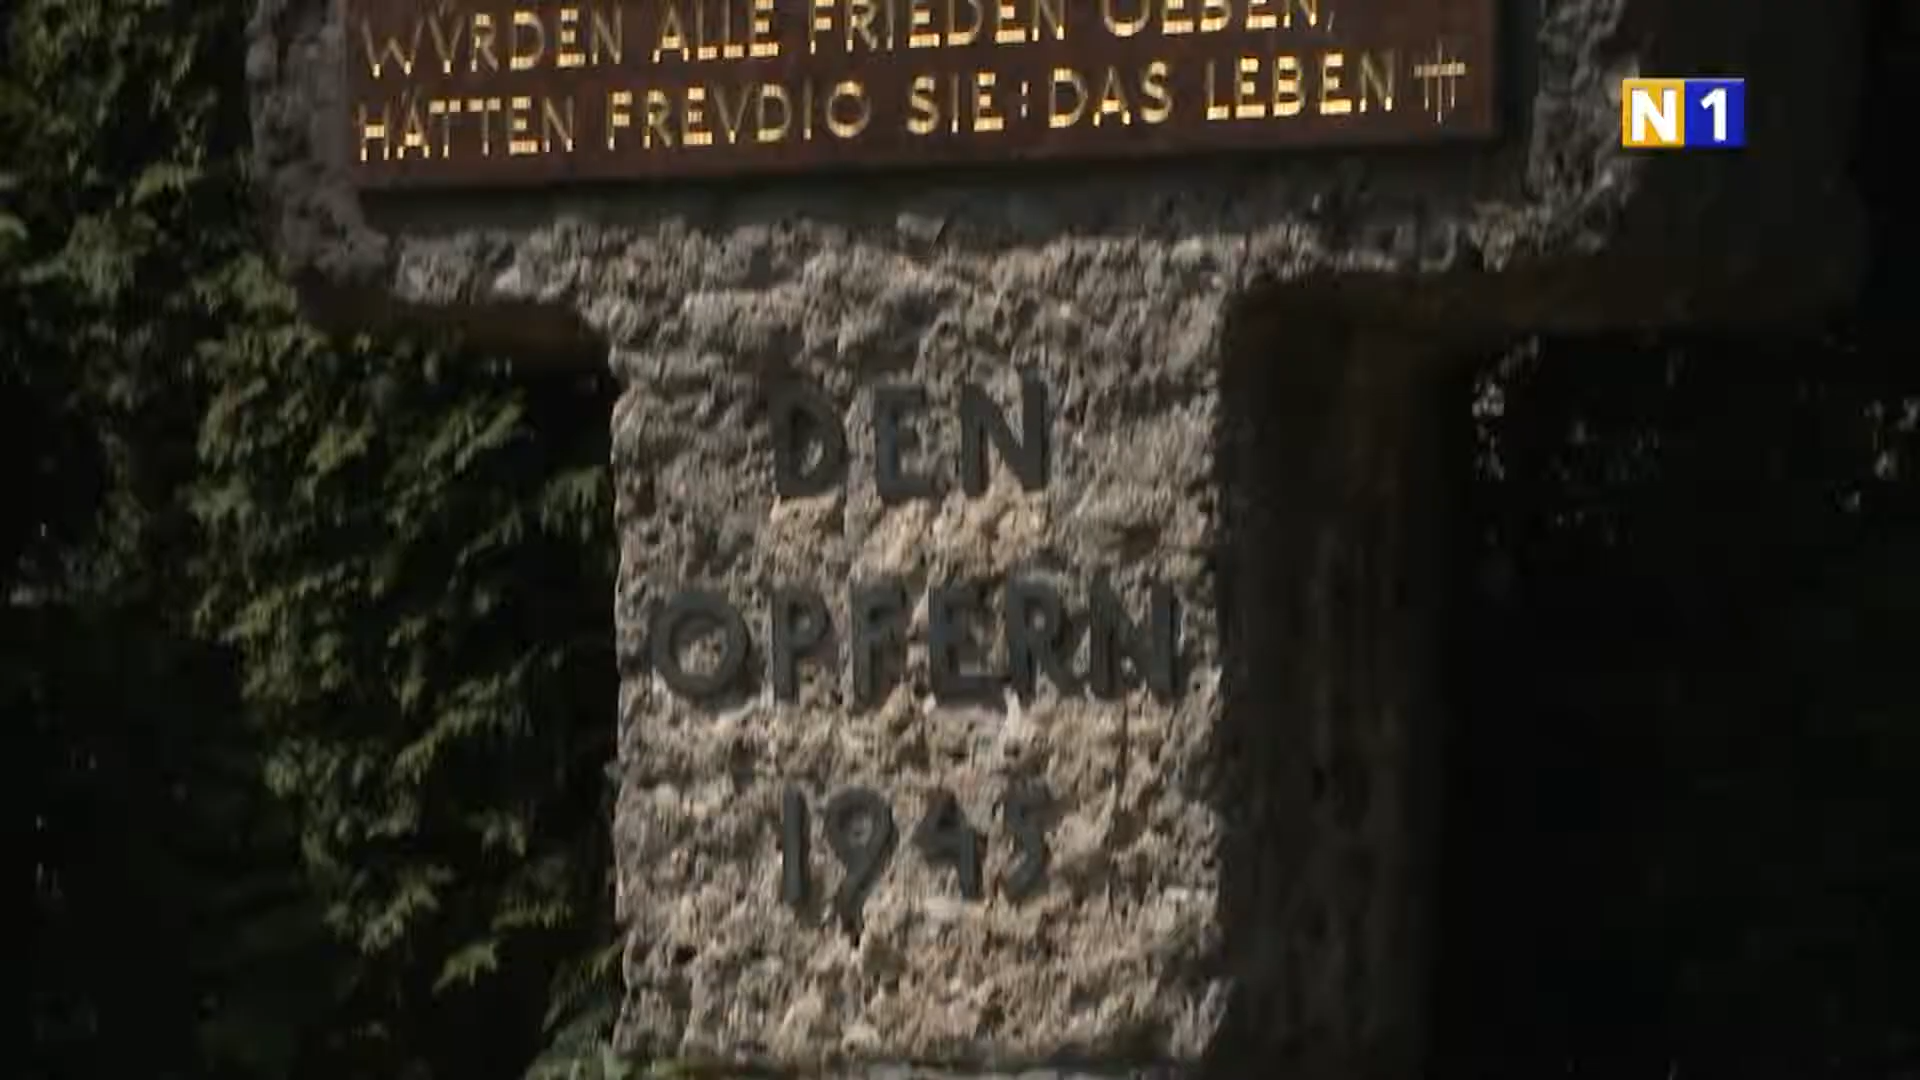 WVRDEN ALLE FRIEDEN GEBEN,
HÄTTEN FREVDIG SIE: DAS LEBEN
N1
DEN
OPFERN
1945